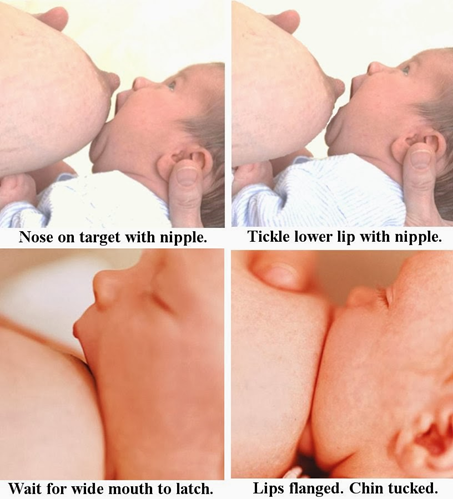 Nose on target with nipple.
Tickle lower lip with nipple.
Wait for wide mouth to latch.
Lips flanged. Chin tucked.